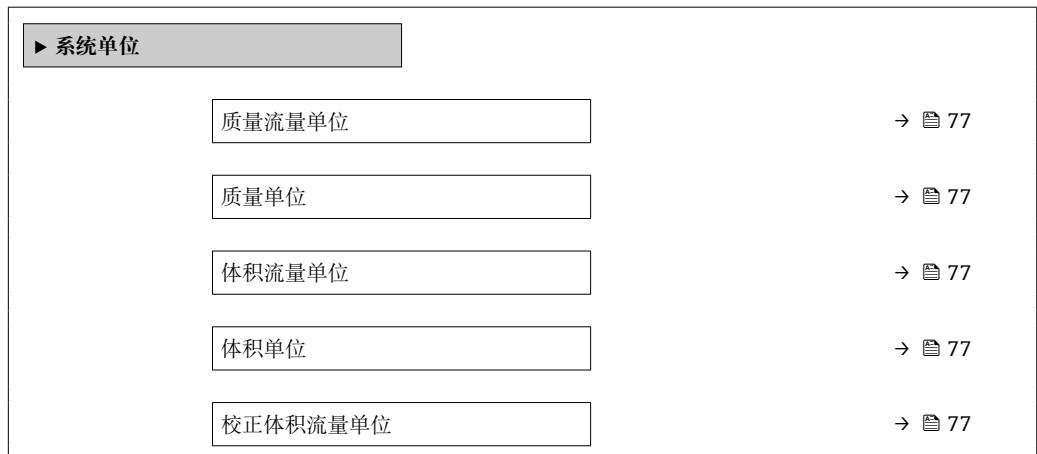 ▶ 系统单位
质量流量单位 → 🗎 77
质量单位 → 🗎 77
体积流量单位 → 🗎 77
体积单位 → 🗎 77
校正体积流量单位 → 🗎 77